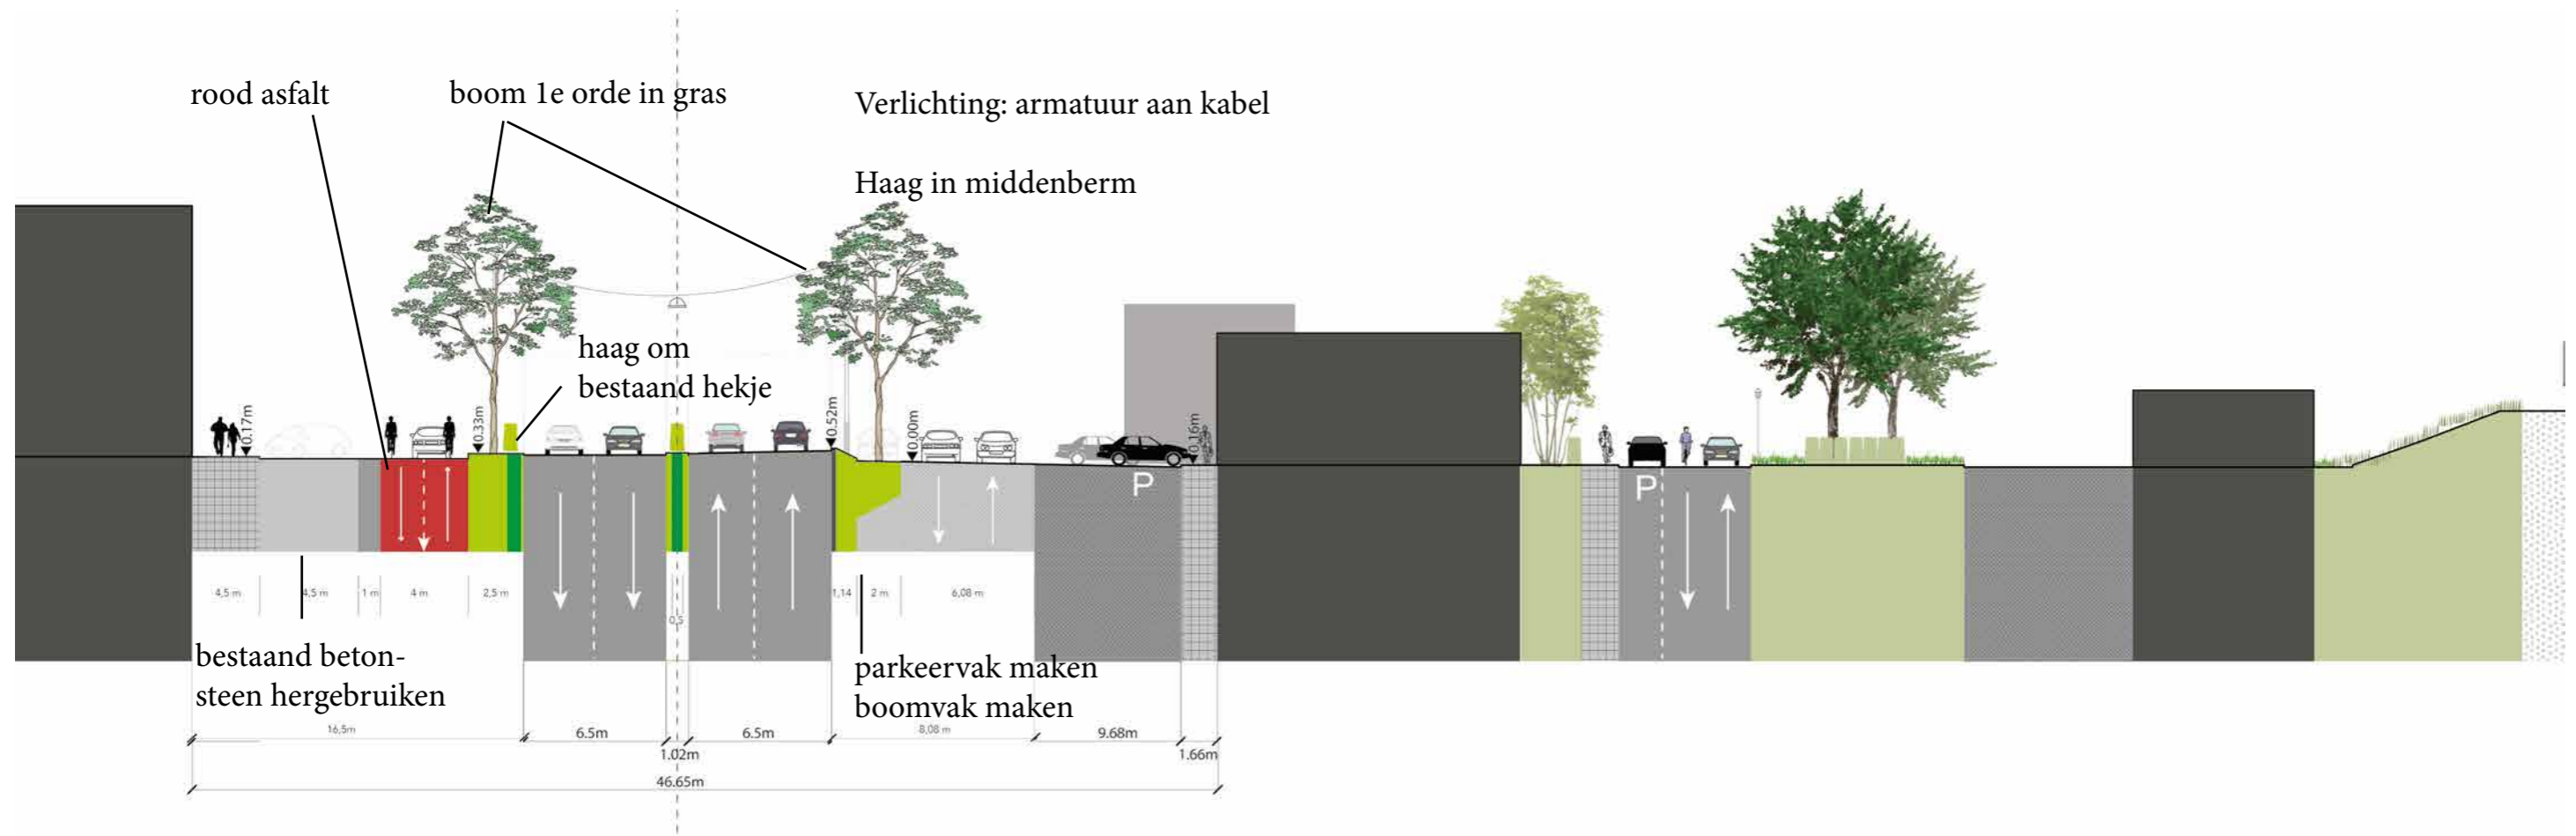 rood asfalt
boom 1e orde in gras
Verlichting: armatuur aan kabel
Haag in middenberm
haag om
bestaand hekje
0.17m
0.33m
0.52m
0.00m
0.16m
P
P
4,5 m
4,5 m
1 m
4 m
2,5 m
0,5
1,14
2 m
6,08 m
bestaand beton-
steen hergebruiken
parkeervak maken
boomvak maken
16,5m
6.5m
1.02m
6.5m
8,08 m
9.68m
1.66m
46.65m